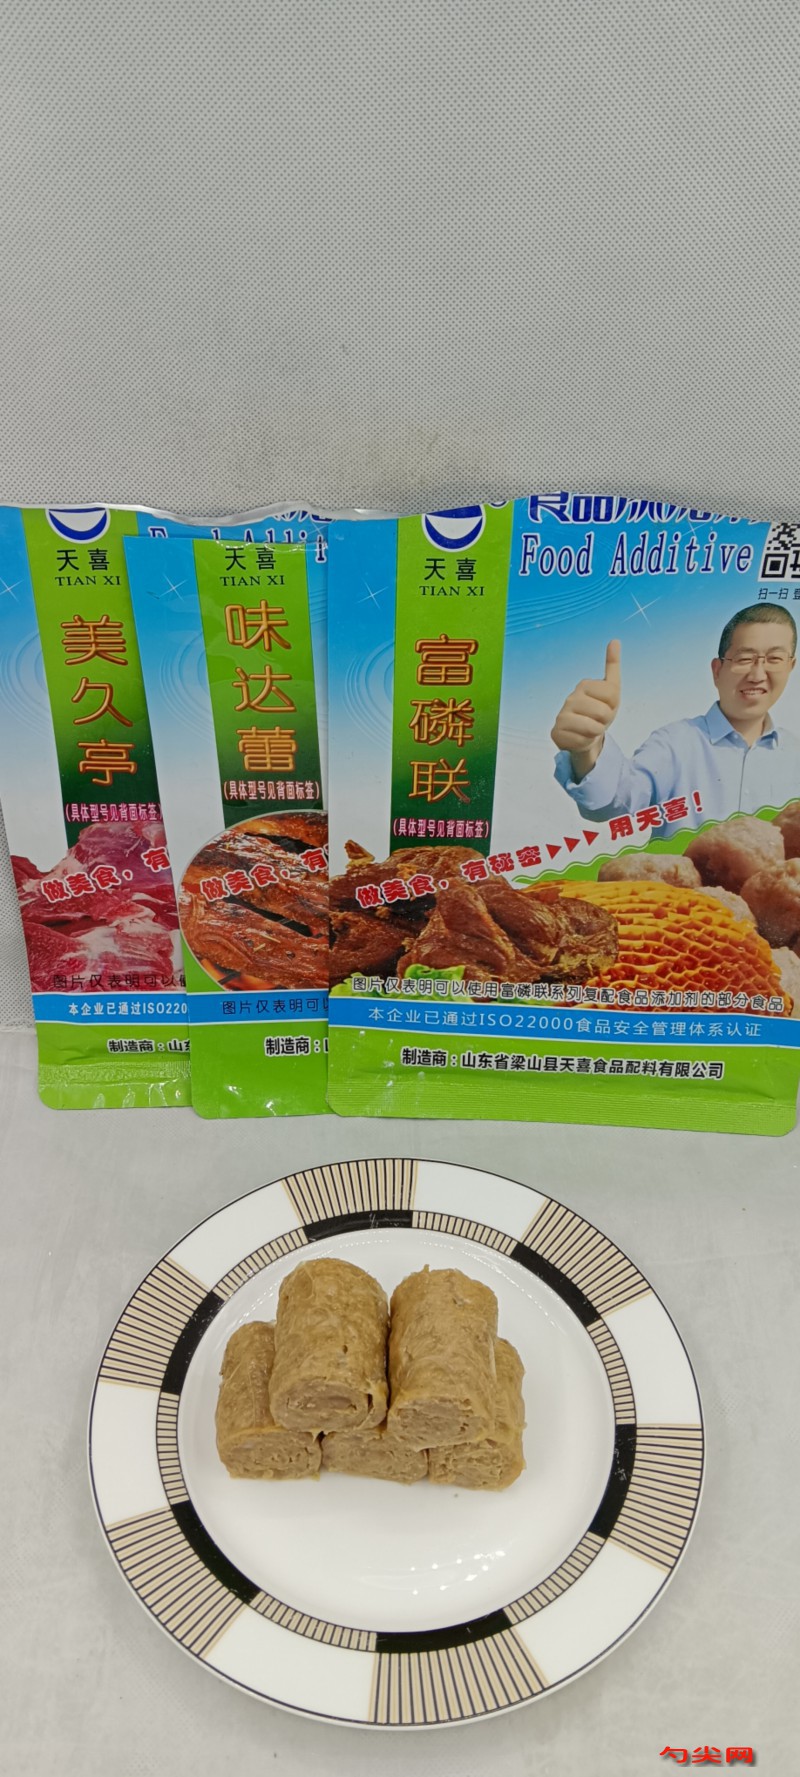 天喜
TIAN XI
美久亭
(具体型号见背面标签)
做美食，有
图片仅表明可以使
本企业已通过ISO220
制造商：山东
天喜
TIAN XI
味达蕾
(具体型号见背面标签)
做美食，有
图片仅表明可以
制造商：
食品添加剂
Food Additive
天喜
TIAN XI
扫一扫
富磷联
(具体型号见背面标签)
做美食，有秘密▶▶▶用天喜！
图片仅表明可以使用富磷联系列复配食品添加剂的部分食品
本企业已通过ISO22000食品安全管理体系认证
制造商：山东省梁山县天喜食品配料有限公司
勺尖网